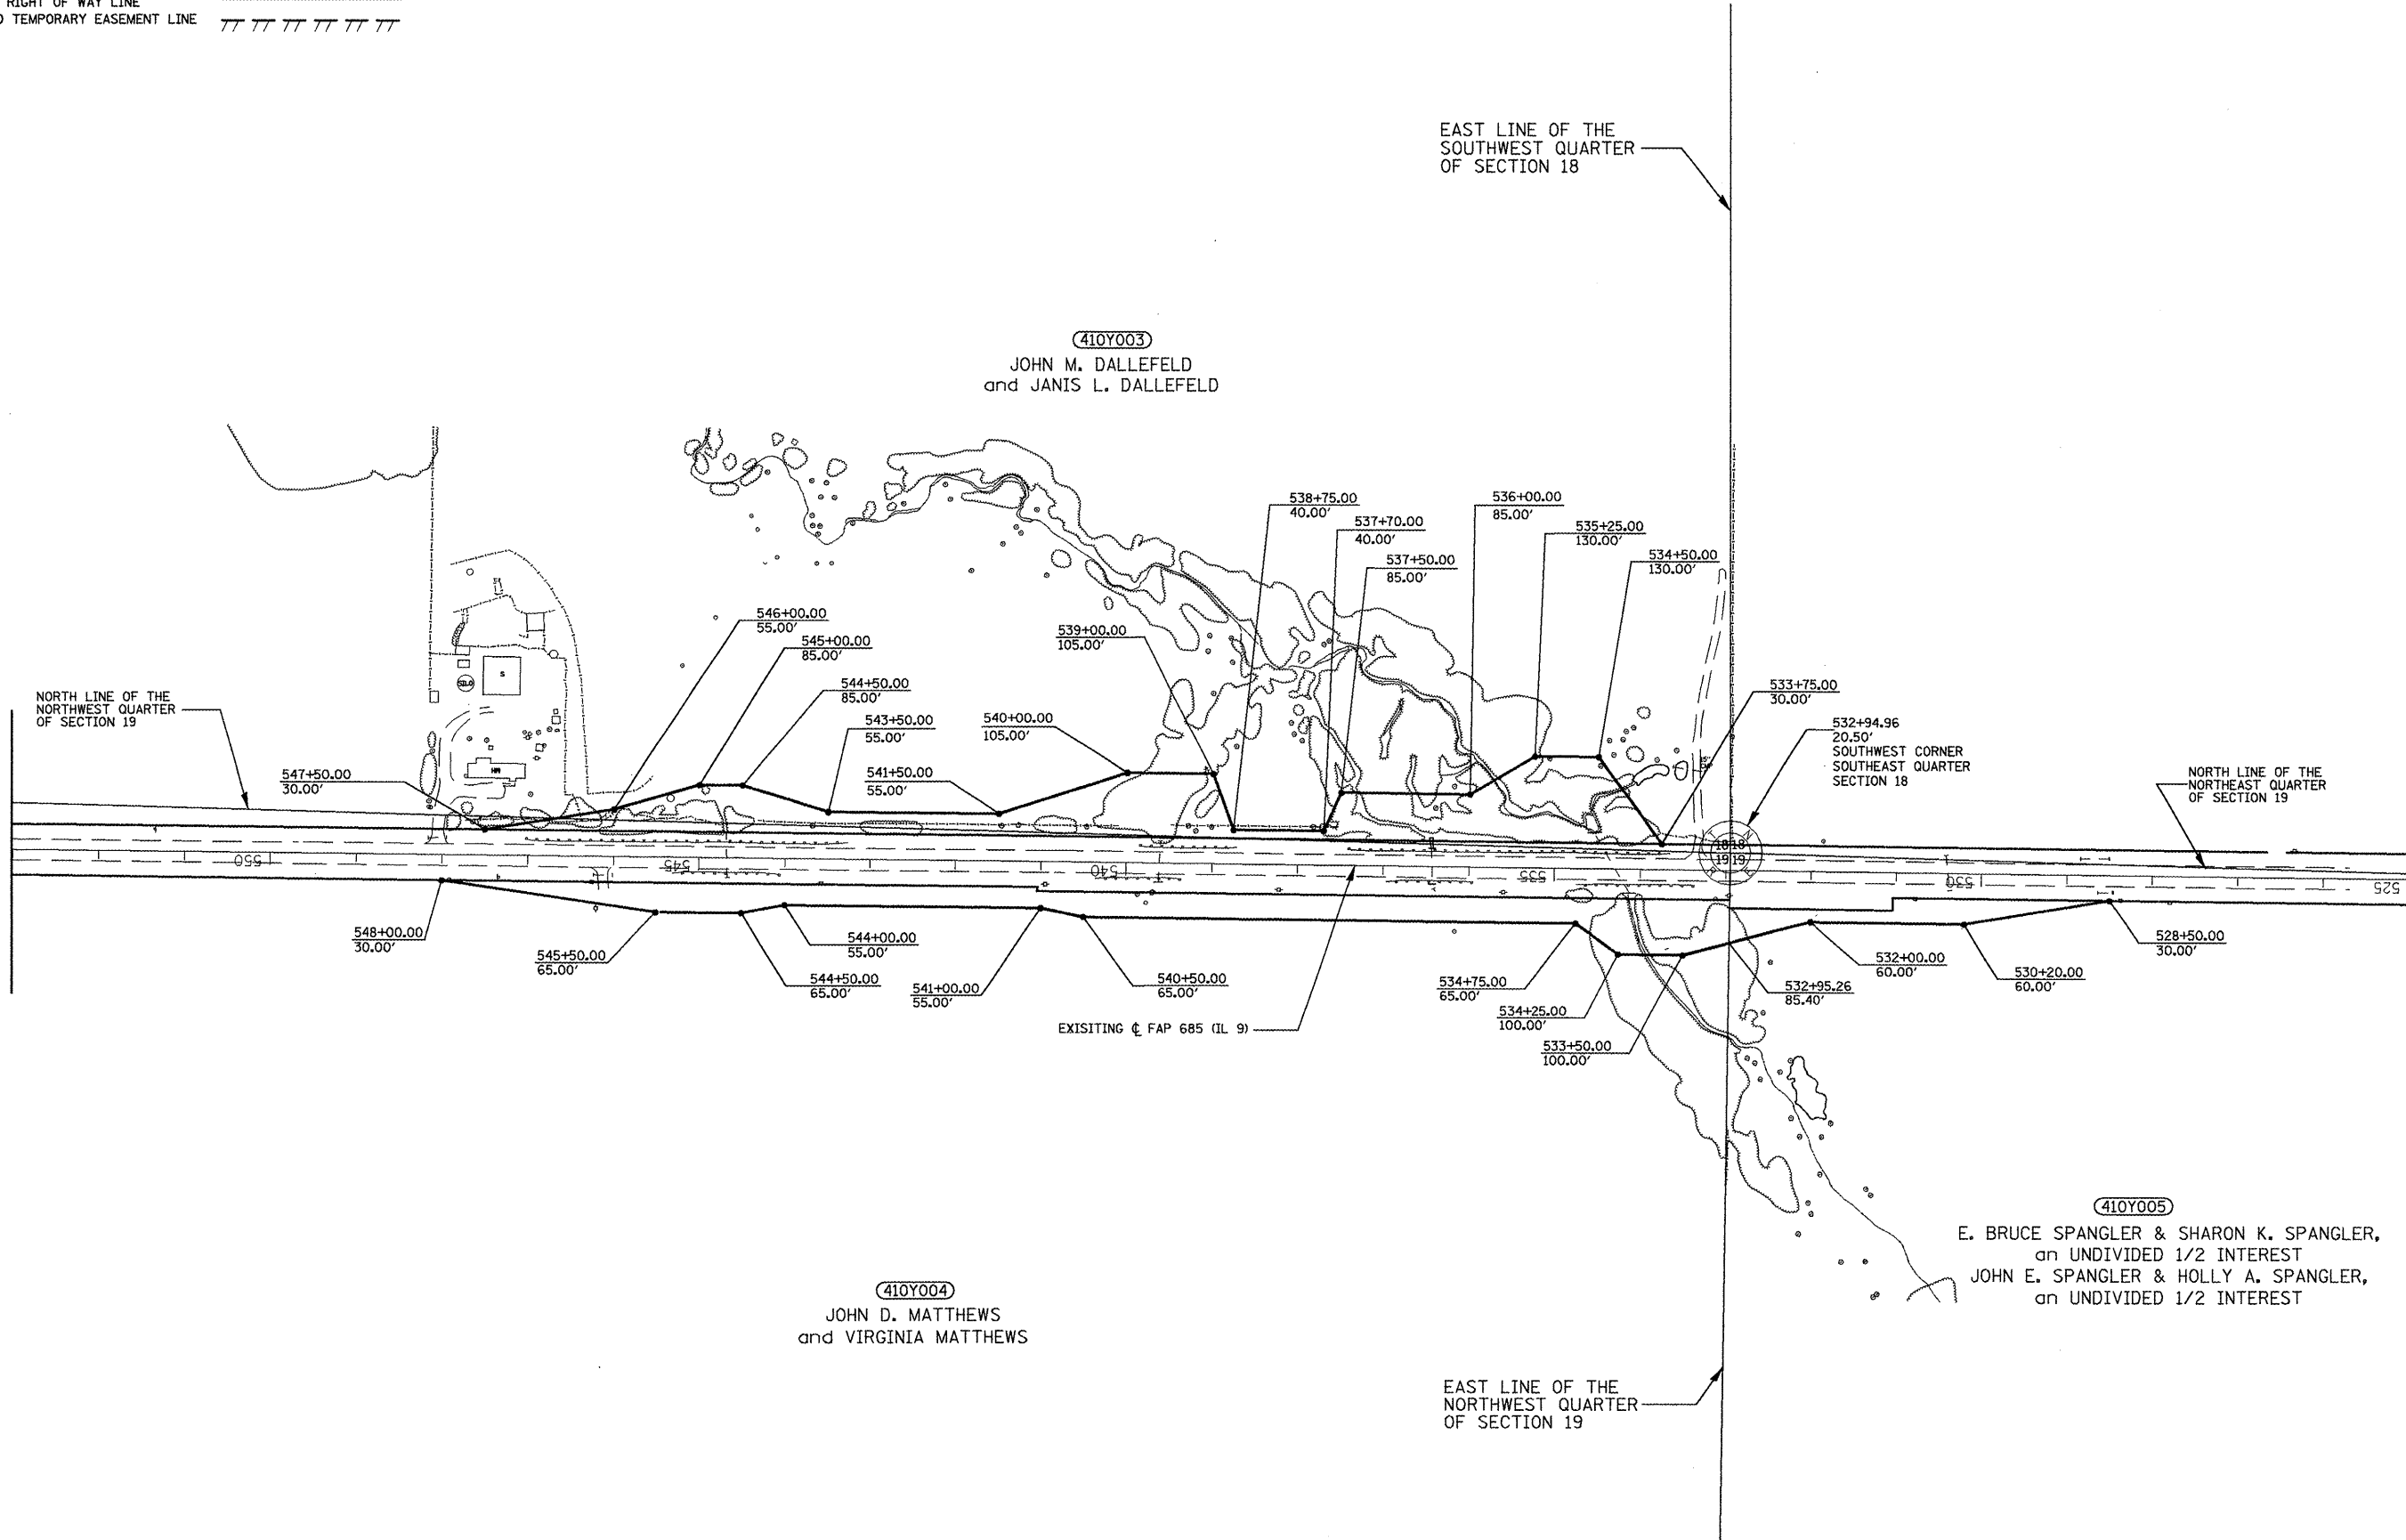 RIGHT OF WAY LINE
TEMPORARY EASEMENT LINE
EAST LINE OF THE
SOUTHWEST QUARTER
OF SECTION 18
410Y003
JOHN M. DALLEFELD
and JANIS L. DALLEFELD
538+75.00
40.00'
537+70.00
40.00'
537+50.00
85.00'
536+00.00
85.00'
535+25.00
130.00'
534+50.00
130.00'
546+00.00
55.00'
545+00.00
85.00'
544+50.00
85.00'
543+50.00
55.00'
541+50.00
55.00'
540+00.00
105.00'
539+00.00
105.00'
533+75.00
30.00'
532+94.96
20.50'
SOUTHWEST CORNER
SOUTHEAST QUARTER
SECTION 18
NORTH LINE OF THE
NORTHWEST QUARTER
OF SECTION 19
547+50.00
30.00'
SILO
S
NORTH LINE OF THE
NORTHEAST QUARTER
OF SECTION 19
18 18
19 19
550
545
540
535
530
525
548+00.00
30.00'
545+50.00
65.00'
544+50.00
65.00'
544+00.00
55.00'
541+00.00
55.00'
540+50.00
65.00'
534+75.00
65.00'
534+25.00
100.00'
533+50.00
100.00'
532+95.26
85.40'
532+00.00
60.00'
530+20.00
60.00'
528+50.00
30.00'
EXISITING ℄ FAP 685 (IL 9)
410Y005
E. BRUCE SPANGLER & SHARON K. SPANGLER,
an UNDIVIDED 1/2 INTEREST
JOHN E. SPANGLER & HOLLY A. SPANGLER,
an UNDIVIDED 1/2 INTEREST
410Y004
JOHN D. MATTHEWS
and VIRGINIA MATTHEWS
EAST LINE OF THE
NORTHWEST QUARTER
OF SECTION 19